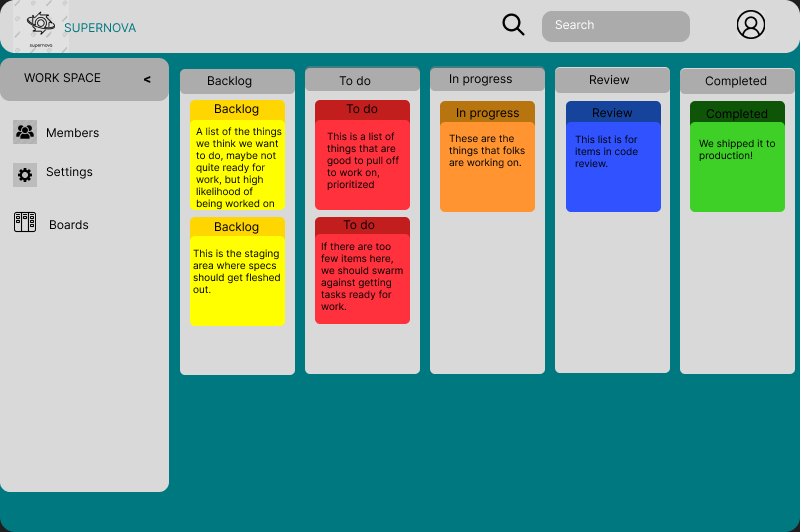 supernova
SUPERNOVA
Search
WORK SPACE <
Members
Settings
Boards
Backlog
Backlog
A list of the things
we think we want
to do, maybe not
quite ready for
work, but high
likelihood of
being worked on
Backlog
This is the staging
area where specs
should get fleshed
out.
To do
To do
This is a list of
things that are
good to pull off
to work on,
prioritized
To do
If there are too
few items here,
we should swarm
against getting
tasks ready for
work.
In progress
In progress
These are the
things that folks
are working on.
Review
Review
This list is for
items in code
review.
Completed
Completed
We shipped it to
production!